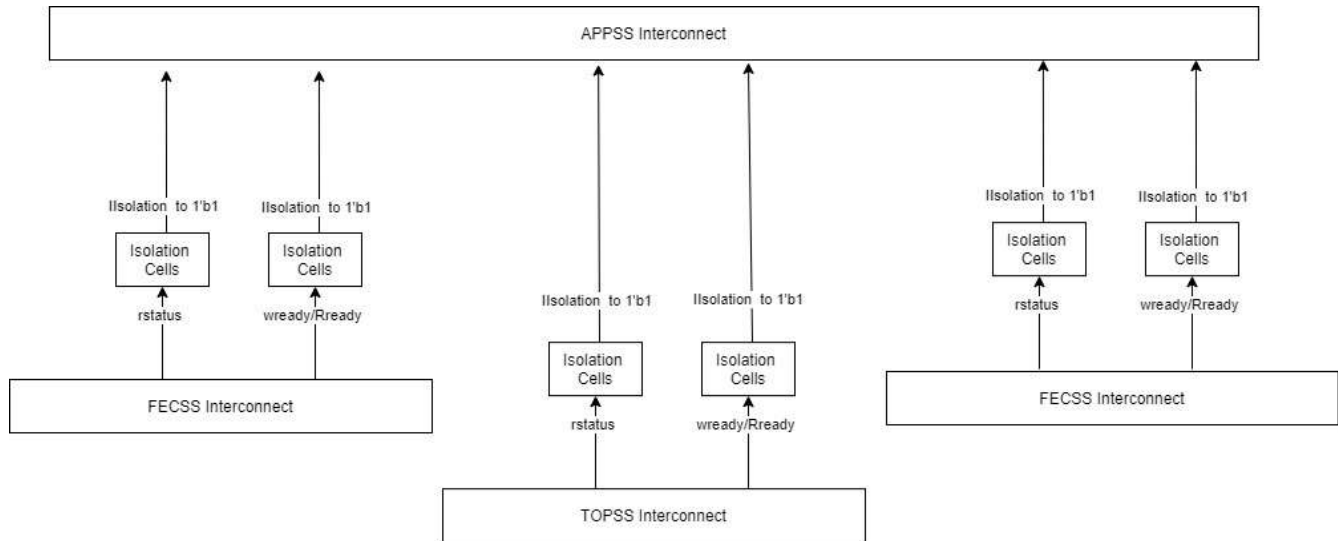 APPSS Interconnect
IIsolation to 1'b1
IIsolation to 1'b1
Isolation
Cells
Isolation
Cells
rstatus
wready/Rready
FECSS Interconnect
IIsolation to 1'b1
IIsolation to 1'b1
Isolation
Cells
Isolation
Cells
rstatus
wready/Rready
TOPSS Interconnect
IIsolation to 1'b1
IIsolation to 1'b1
Isolation
Cells
Isolation
Cells
rstatus
wready/Rready
FECSS Interconnect